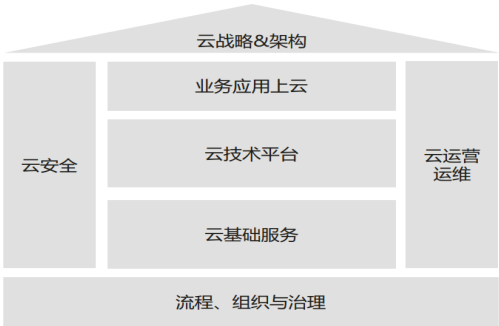 云战略&架构
业务应用上云
云安全
云技术平台
云运营
运维
云基础服务
流程、组织与治理